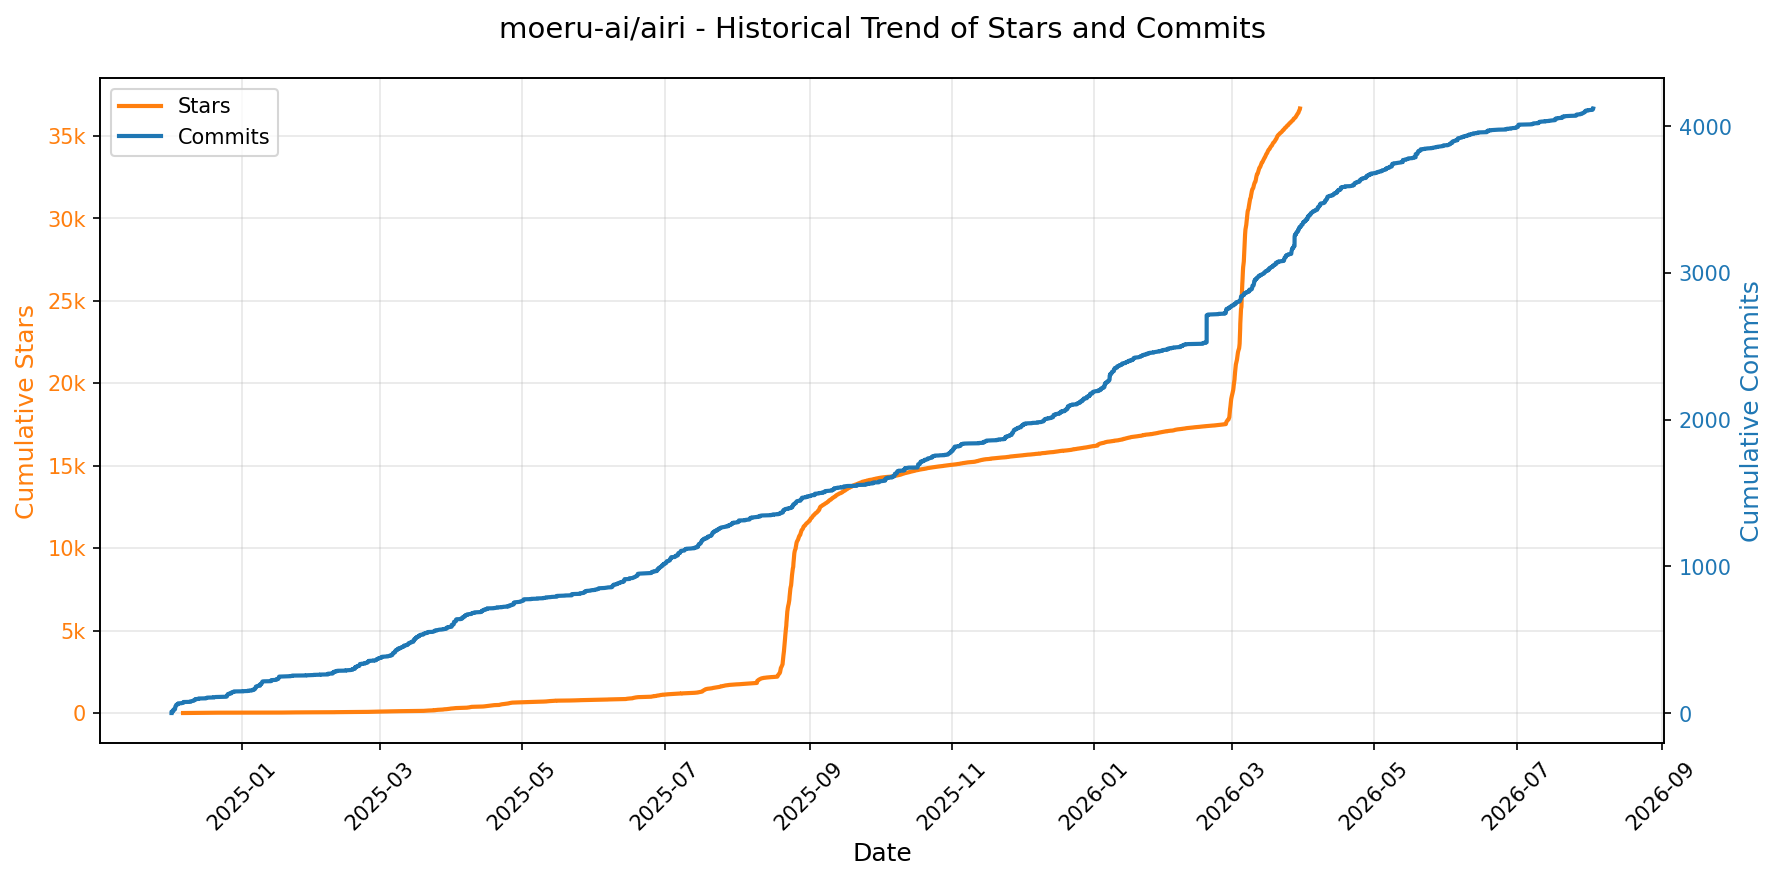 moeru-ai/airi - Historical Trend of Stars and Commits
Stars
Commits
Cumulative Stars
35k
30k
25k
20k
15k
10k
5k
0
Cumulative Commits
4000
3000
2000
1000
0
2025-01
2025-03
2025-05
2025-07
2025-09
2025-11
2026-01
2026-03
2026-05
2026-07
2026-09
Date